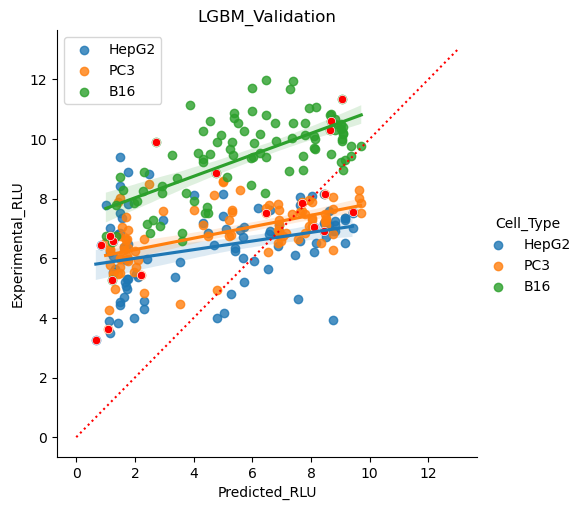 LGBM_Validation
HepG2
PC3
B16
Experimental_RLU
12
10
8
6
4
2
0
0
2
4
6
8
10
12
Predicted_RLU
Cell_Type
HepG2
PC3
B16